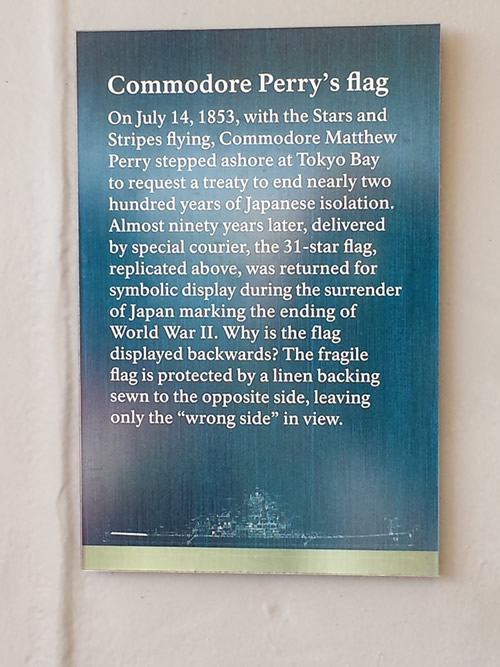 Commodore Perry's flag
On July 14, 1853, with the Stars and
Stripes flying, Commodore Matthew
Perry stepped ashore at Tokyo Bay
to request a treaty to end nearly two
hundred years of Japanese isolation.
Almost ninety years later, delivered
by special courier, the 31-star flag,
replicated above, was returned for
symbolic display during the surrender
of Japan marking the ending of
World War II. Why is the flag
displayed backwards? The fragile
flag is protected by a linen backing
sewn to the opposite side, leaving
only the “wrong side” in view.